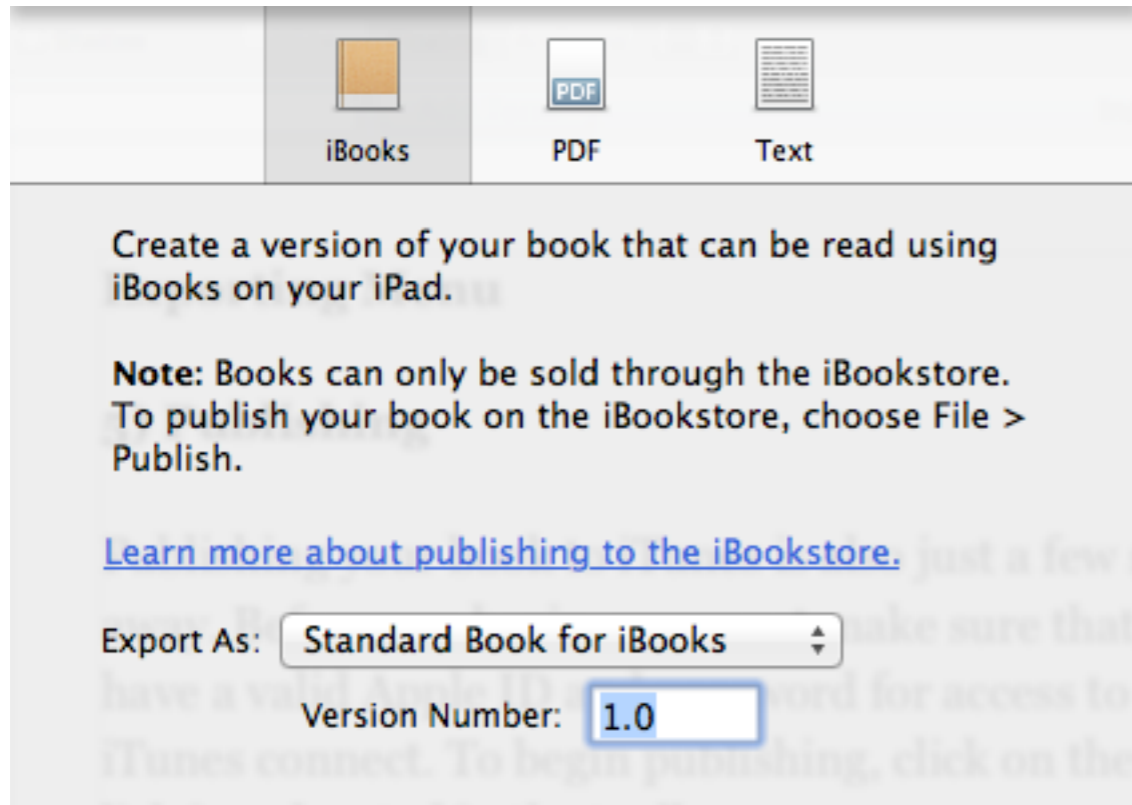 PDF
iBooks PDF Text
Create a version of your book that can be read using
iBooks on your iPad.
Note: Books can only be sold through the iBookstore.
To publish your book on the iBookstore, choose File >
Publish.
Learn more about publishing to the iBookstore.
Export As: Standard Book for iBooks
Version Number: 1.0